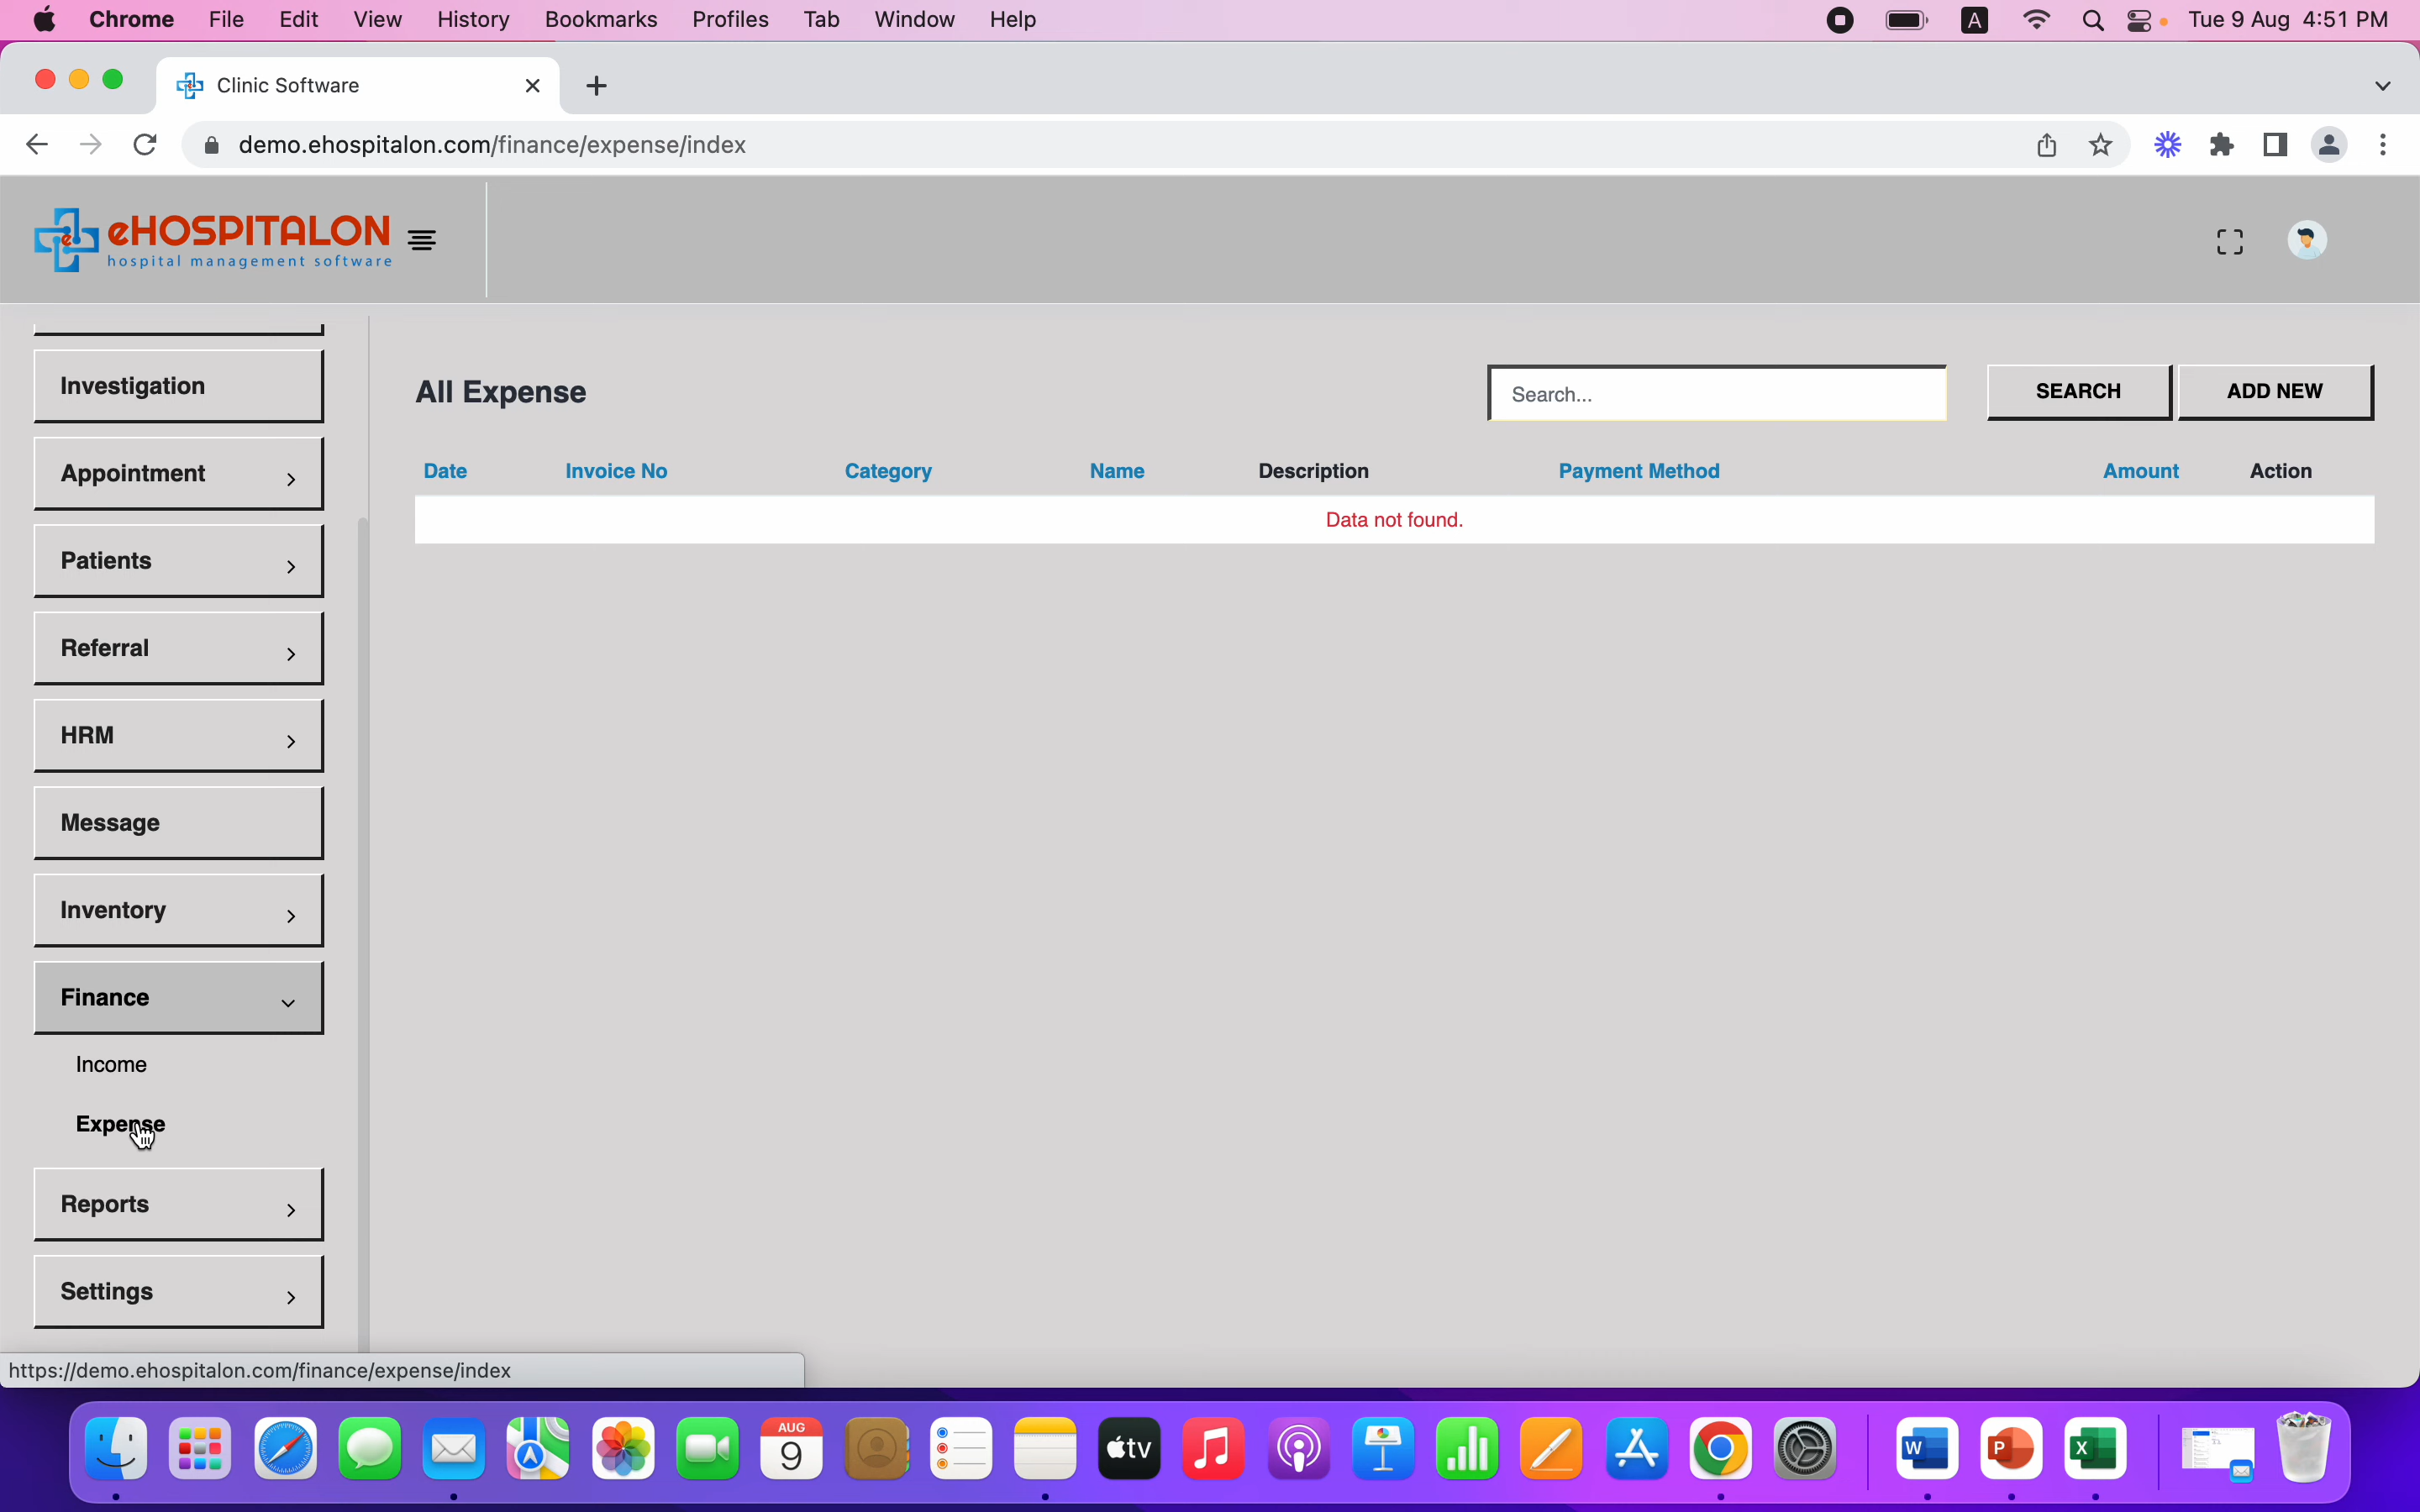 Chrome File Edit View History Bookmarks Profiles Tab Window Help A Tue 9 Aug 4:51 PM
Clinic Software
demo.ehospitalon.com/finance/expense/index
eHOSPITALON
hospital management software
Investigation
Appointment
Patients
Referral
HRM
Message
Inventory
Finance
Income
Expense
Reports
Settings
All Expense
Search...
SEARCH
ADD NEW
Date Invoice No Category Name Description Payment Method Amount Action
Data not found.
https://demo.ehospitalon.com/finance/expense/index
AUG
9
tv
W
P
X